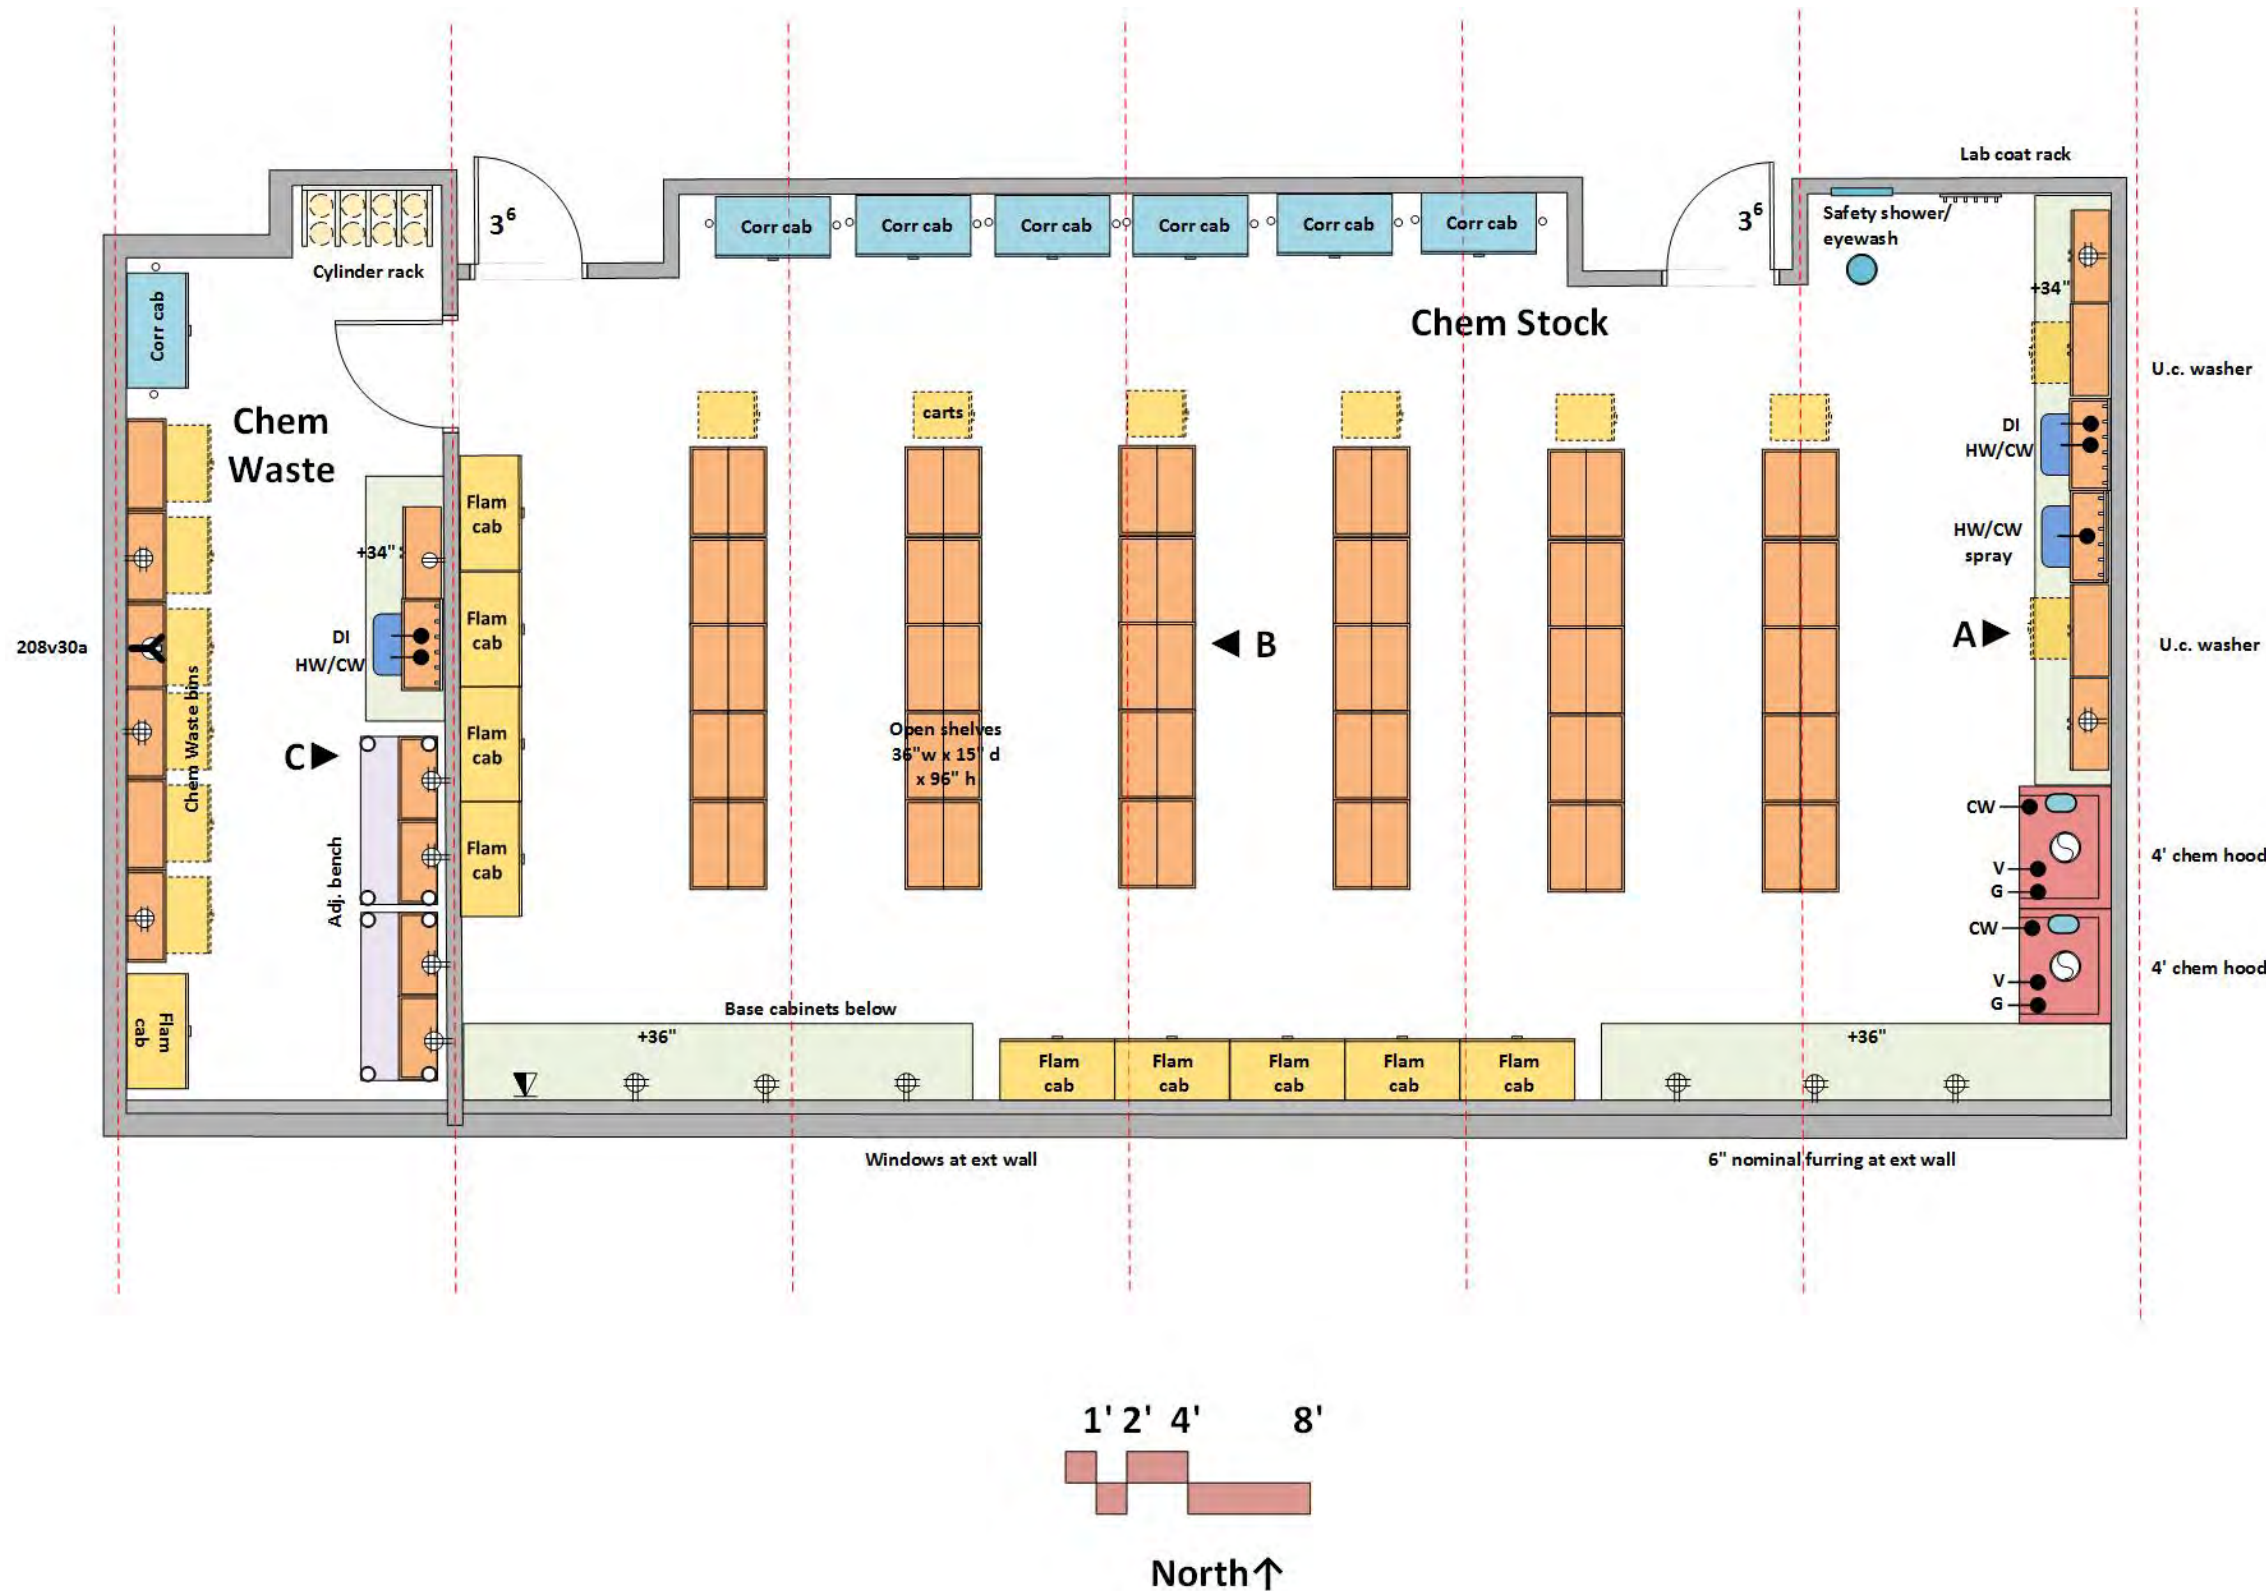 Lab coat rack
3⁶
3⁶
Safety shower/
eyewash
Corr cab
Corr cab
Corr cab
Corr cab
Corr cab
Corr cab
Cylinder rack
Corr cab
+34"
Chem Stock
U.c. washer
Chem
Waste
carts
DI
HW/CW
Flam
cab
HW/CW
spray
+34"
Flam
cab
DI
HW/CW
208v30a
B
A
U.c. washer
Chem Waste bins
C
Flam
cab
Open shelves
36"w x 15" d
x 96" h
Flam
cab
Adj. bench
CW
V
G
4' chem hood
CW
V
G
4' chem hood
Flam
cab
Base cabinets below
+36"
Flam
cab
Flam
cab
Flam
cab
Flam
cab
Flam
cab
+36"
Windows at ext wall
6" nominal furring at ext wall
1' 2' 4' 8'
North↑